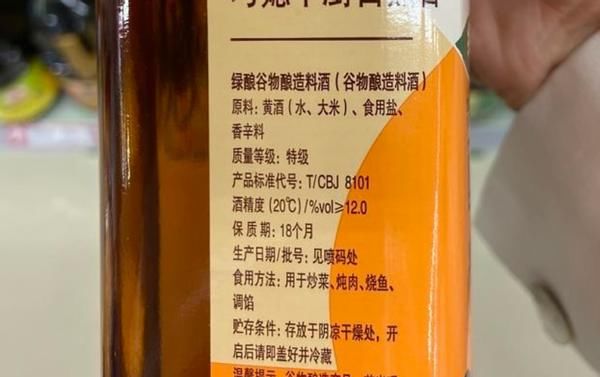 绿酿谷物酿造料酒（谷物酿造料酒）
原料：黄酒（水、大米）、食用盐、
香辛料
质量等级：特级
产品标准代号：T/CBJ 8101
酒精度（20℃）/%vol≥12.0
保 质 期：18个月
生产日期/批号：见喷码处
食用方法：用于炒菜、炖肉、烧鱼、
调馅
贮存条件：存放于阴凉干燥处，开
启后请即盖好并冷藏